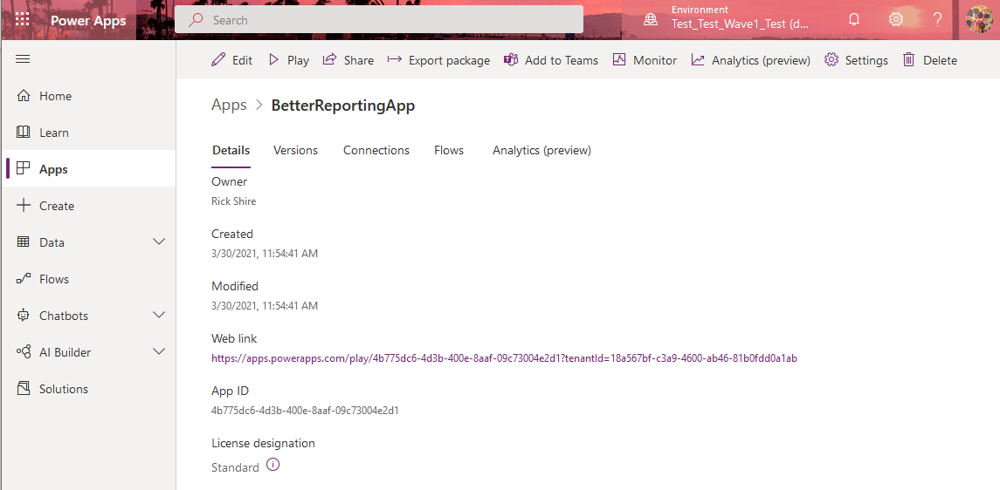 Power Apps
Search
Environment
Test_Test_Wave1_Test (d...
Edit
Play
Share
Export package
Add to Teams
Monitor
Analytics (preview)
Settings
Delete
Home
Learn
Apps
Create
Data
Flows
Chatbots
AI Builder
Solutions
Apps > BetterReportingApp
Details
Versions
Connections
Flows
Analytics (preview)
Owner
Rick Shire
Created
3/30/2021, 11:54:41 AM
Modified
3/30/2021, 11:54:41 AM
Web link
https://apps.powerapps.com/play/4b775dc6-4d3b-400e-8aaf-09c73004e2d1?tenantId=18a567bf-c3a9-4600-ab46-81b0fdd0a1ab
App ID
4b775dc6-4d3b-400e-8aaf-09c73004e2d1
License designation
Standard